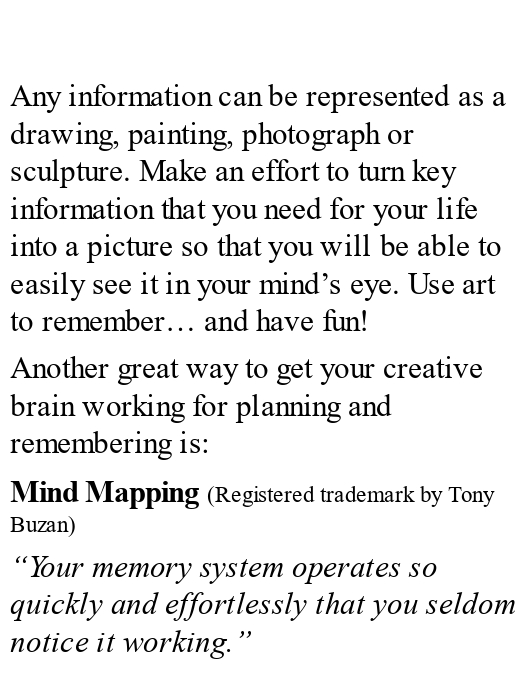 Any information can be represented as a
drawing, painting, photograph or
sculpture. Make an effort to turn key
information that you need for your life
into a picture so that you will be able to
easily see it in your mind’s eye. Use art
to remember… and have fun!
Another great way to get your creative
brain working for planning and
remembering is:
Mind Mapping (Registered trademark by Tony
Buzan)
“Your memory system operates so
quickly and effortlessly that you seldom
notice it working.”